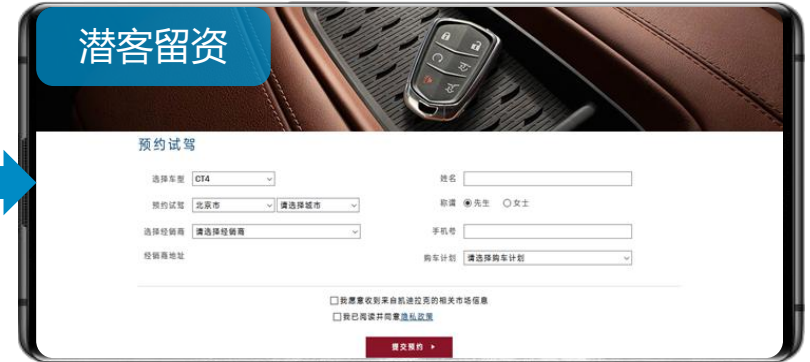 潜客留资
预约试驾
选择车型 CT4
预约试驾 北京市 请选择城市
选择经销商 请选择经销商
经销商地址
姓名
称谓 先生 女士
手机号
购车计划 请选择购车计划
我愿意收到来自凯迪拉克的相关市场信息
我已阅读并同意隐私政策
提交预约